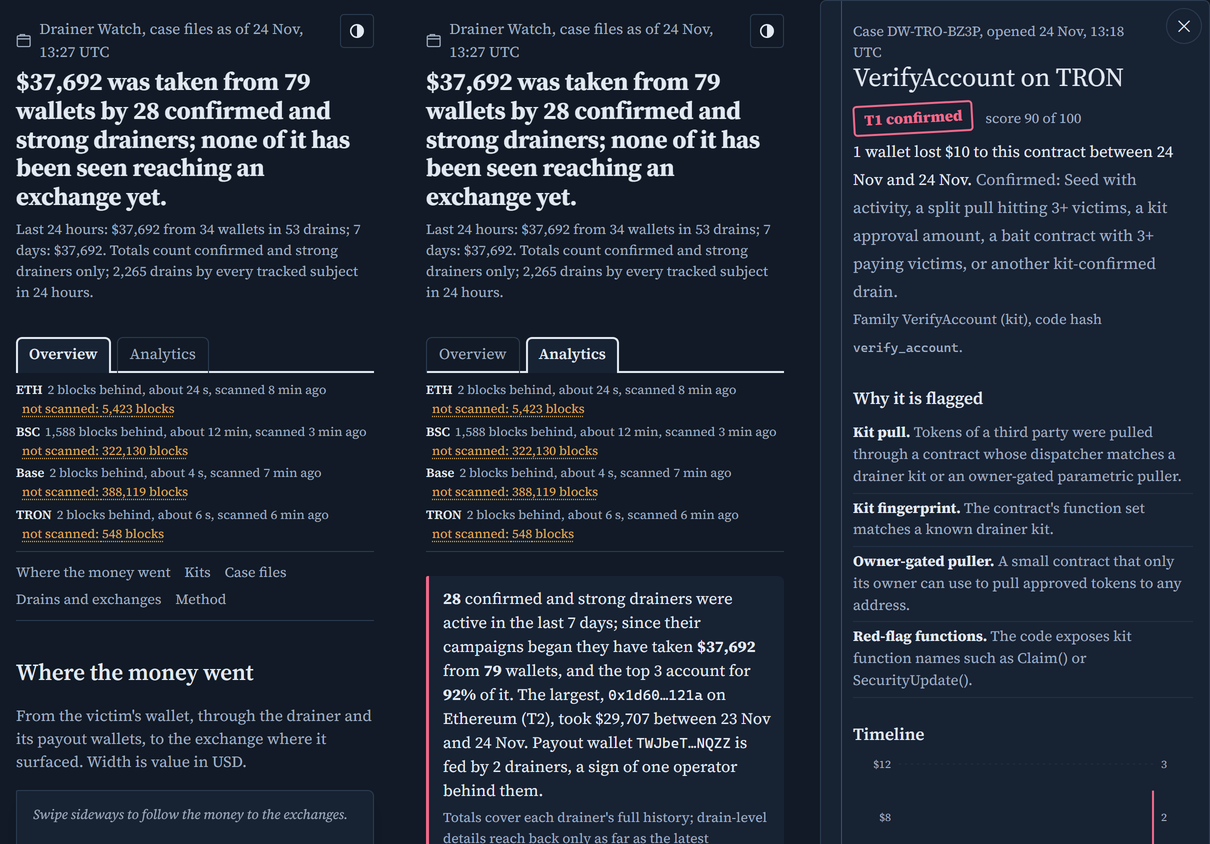 Drainer Watch, case files as of 24 Nov,
13:27 UTC
$37,692 was taken from 79
wallets by 28 confirmed and
strong drainers; none of it has
been seen reaching an
exchange yet.
Last 24 hours: $37,692 from 34 wallets in 53 drains; 7
days: $37,692. Totals count confirmed and strong
drainers only; 2,265 drains by every tracked subject
in 24 hours.
Overview
Analytics
ETH 2 blocks behind, about 24 s, scanned 8 min ago
not scanned: 5,423 blocks
BSC 1,588 blocks behind, about 12 min, scanned 3 min ago
not scanned: 322,130 blocks
Base 2 blocks behind, about 4 s, scanned 7 min ago
not scanned: 388,119 blocks
TRON 2 blocks behind, about 6 s, scanned 6 min ago
not scanned: 548 blocks
Where the money went Kits Case files
Drains and exchanges Method
Where the money went
From the victim's wallet, through the drainer and
its payout wallets, to the exchange where it
surfaced. Width is value in USD.
Swipe sideways to follow the money to the exchanges.
Drainer Watch, case files as of 24 Nov,
13:27 UTC
$37,692 was taken from 79
wallets by 28 confirmed and
strong drainers; none of it has
been seen reaching an
exchange yet.
Last 24 hours: $37,692 from 34 wallets in 53 drains; 7
days: $37,692. Totals count confirmed and strong
drainers only; 2,265 drains by every tracked subject
in 24 hours.
Overview
Analytics
ETH 2 blocks behind, about 24 s, scanned 8 min ago
not scanned: 5,423 blocks
BSC 1,588 blocks behind, about 12 min, scanned 3 min ago
not scanned: 322,130 blocks
Base 2 blocks behind, about 4 s, scanned 7 min ago
not scanned: 388,119 blocks
TRON 2 blocks behind, about 6 s, scanned 6 min ago
not scanned: 548 blocks
28 confirmed and strong drainers were
active in the last 7 days; since their
campaigns began they have taken $37,692
from 79 wallets, and the top 3 account for
92% of it. The largest, 0x1d60…121a on
Ethereum (T2), took $29,707 between 23 Nov
and 24 Nov. Payout wallet TWJbeT…NQZZ is
fed by 2 drainers, a sign of one operator
behind them.
Totals cover each drainer's full history; drain-level
details reach back only as far as the latest
Case DW-TRO-BZ3P, opened 24 Nov, 13:18
UTC
VerifyAccount on TRON
T1 confirmed
score 90 of 100
1 wallet lost $10 to this contract between 24
Nov and 24 Nov. Confirmed: Seed with
activity, a split pull hitting 3+ victims, a kit
approval amount, a bait contract with 3+
paying victims, or another kit-confirmed
drain.
Family VerifyAccount (kit), code hash
verify_account.
Why it is flagged
Kit pull. Tokens of a third party were pulled
through a contract whose dispatcher matches a
drainer kit or an owner-gated parametric puller.
Kit fingerprint. The contract's function set
matches a known drainer kit.
Owner-gated puller. A small contract that only
its owner can use to pull approved tokens to any
address.
Red-flag functions. The code exposes kit
function names such as Claim() or
SecurityUpdate().
Timeline
$12
3
$8
2